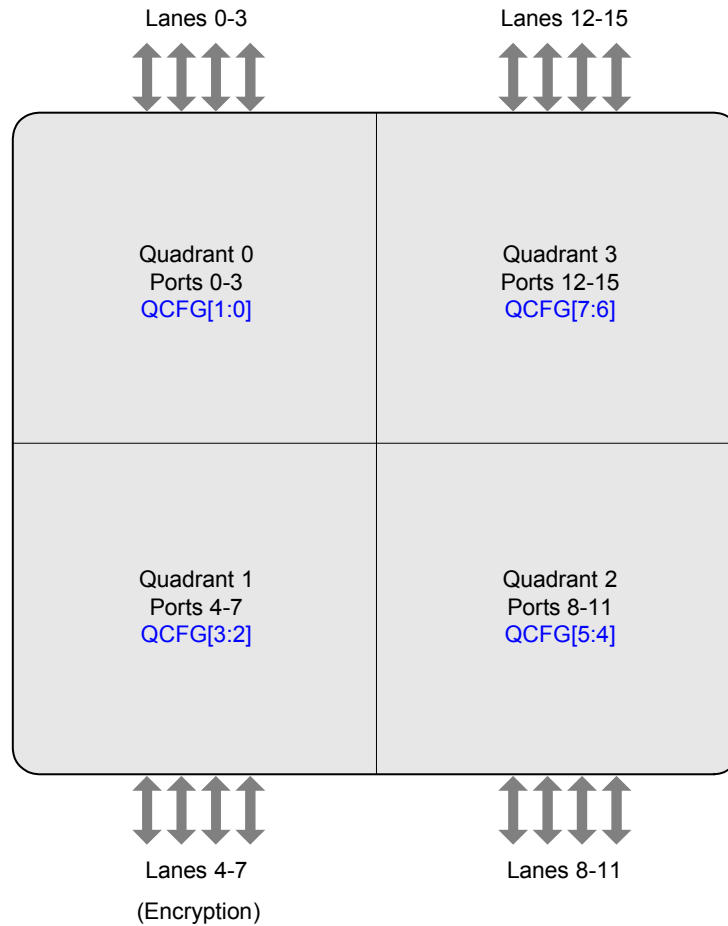 Lanes 0-3
Lanes 12-15
Quadrant 0
Ports 0-3
QCFG[1:0]
Quadrant 3
Ports 12-15
QCFG[7:6]
Quadrant 1
Ports 4-7
QCFG[3:2]
Quadrant 2
Ports 8-11
QCFG[5:4]
Lanes 4-7
(Encryption)
Lanes 8-11